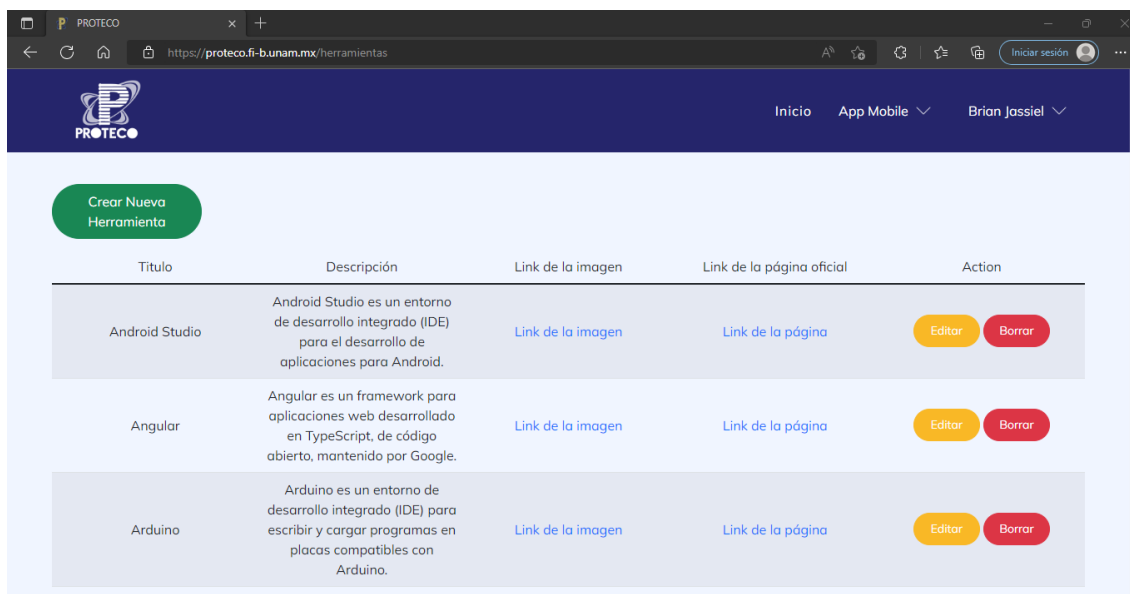 PROTECO
https://proteco.fi-b.unam.mx/herramientas
Iniciar sesión
PROTECO
Inicio
App Mobile
Brian Jassiel
Crear Nueva
Herramienta
Titulo
Descripción
Link de la imagen
Link de la página oficial
Action
Android Studio
Android Studio es un entorno
de desarrollo integrado (IDE)
para el desarrollo de
aplicaciones para Android.
Link de la imagen
Link de la página
Editar
Borrar
Angular
Angular es un framework para
aplicaciones web desarrollado
en TypeScript, de código
abierto, mantenido por Google.
Link de la imagen
Link de la página
Editar
Borrar
Arduino
Arduino es un entorno de
desarrollo integrado (IDE) para
escribir y cargar programas en
placas compatibles con
Arduino.
Link de la imagen
Link de la página
Editar
Borrar